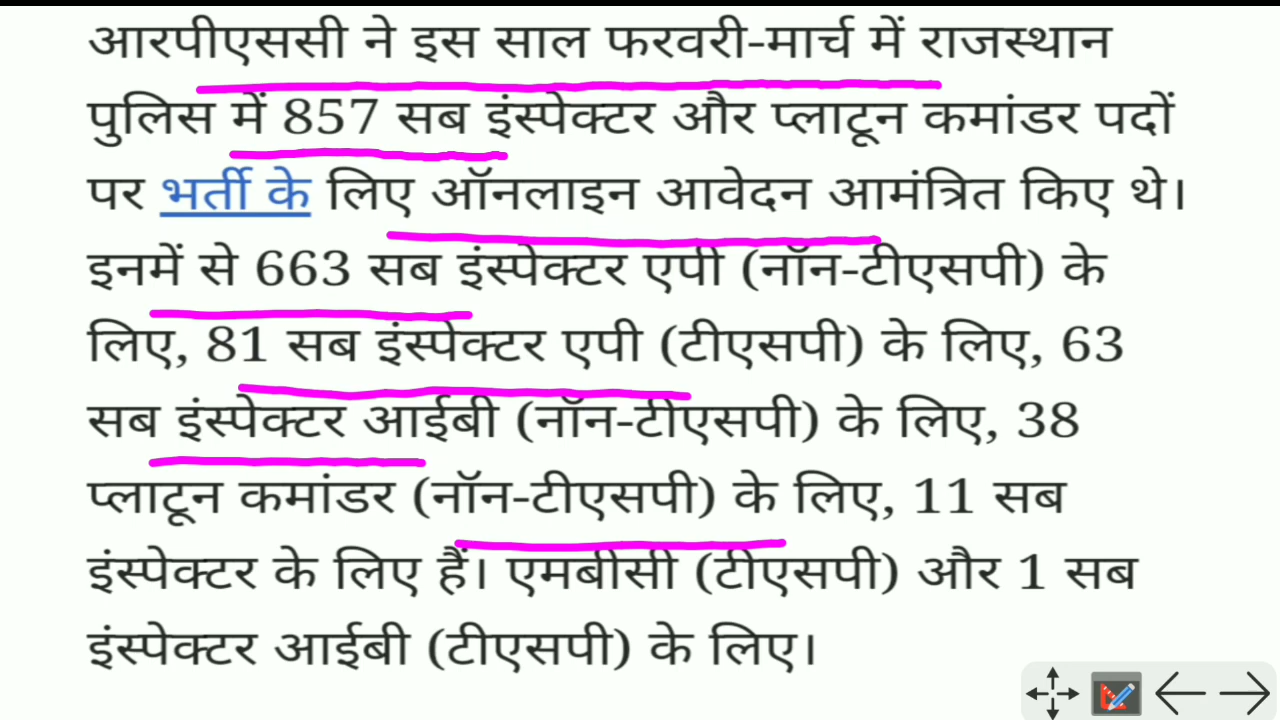 आरपीएससी ने इस साल फरवरी-मार्च में राजस्थान
पुलिस में 857 सब इंस्पेक्टर और प्लाटून कमांडर पदों
पर भर्ती के लिए ऑनलाइन आवेदन आमंत्रित किए थे।
इनमें से 663 सब इंस्पेक्टर एपी (नॉन-टीएसपी) के
लिए, 81 सब इंस्पेक्टर एपी (टीएसपी) के लिए, 63
सब इंस्पेक्टर आईबी (नॉन-टीएसपी) के लिए, 38
प्लाटून कमांडर (नॉन-टीएसपी) के लिए, 11 सब
इंस्पेक्टर के लिए हैं। एमबीसी (टीएसपी) और 1 सब
इंस्पेक्टर आईबी (टीएसपी) के लिए।